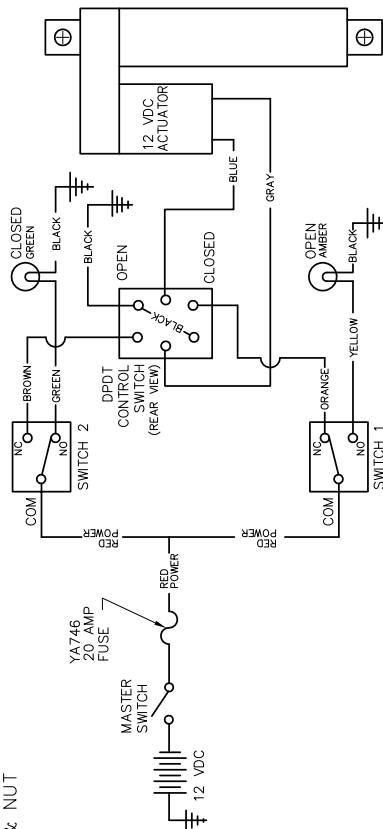 & NUT
12 VDC
MASTER
SWITCH
YA746
20 AMP
FUSE
RED
POWER
RED
POWER
RED
POWER
COM
SWITCH 2
NC
NO
COM
SWITCH 1
NC
NO
BROWN
GREEN
ORANGE
YELLOW
DPDT
CONTROL
SWITCH
(REAR VIEW)
BLACK
OPEN
CLOSED
CLOSED
GREEN
BLACK
BLACK
OPEN
AMBER
BLACK
BLUE
GRAY
12 VDC
ACTUATOR